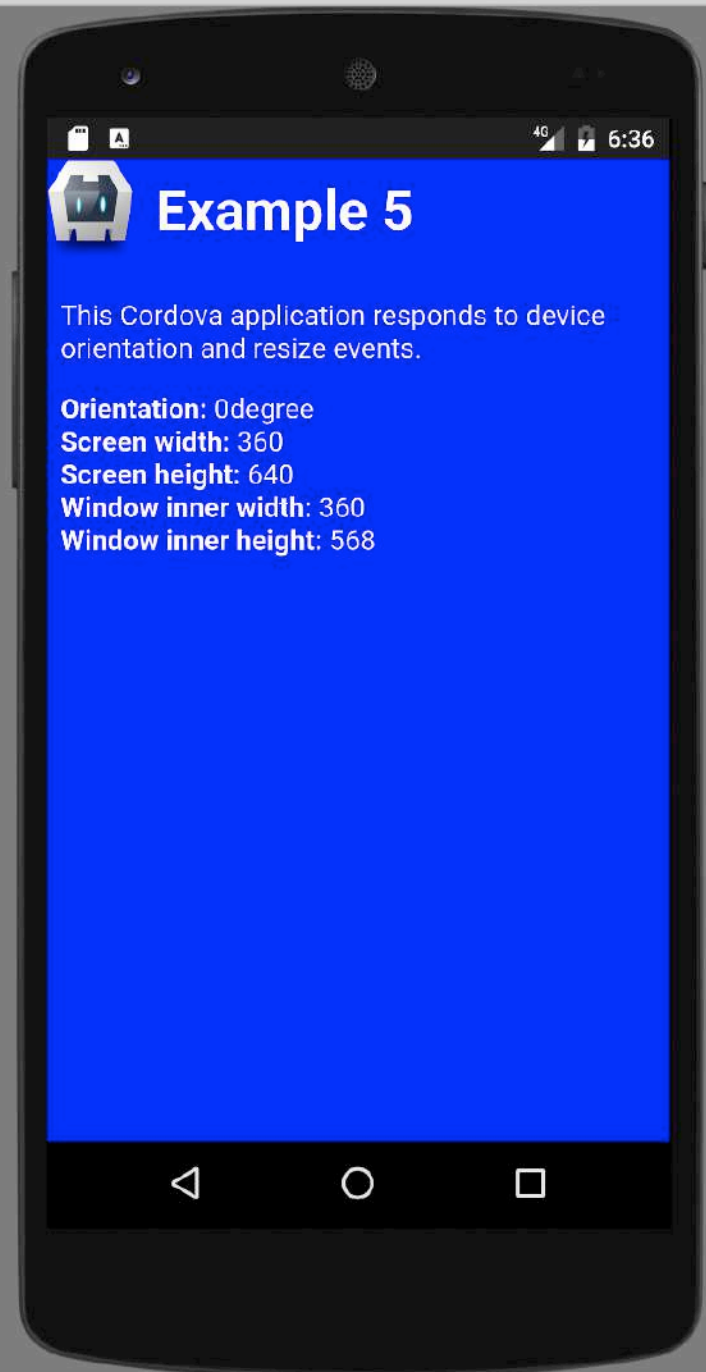 4G 6:36
Example 5
This Cordova application responds to device
orientation and resize events.
Orientation: 0degree
Screen width: 360
Screen height: 640
Window inner width: 360
Window inner height: 568